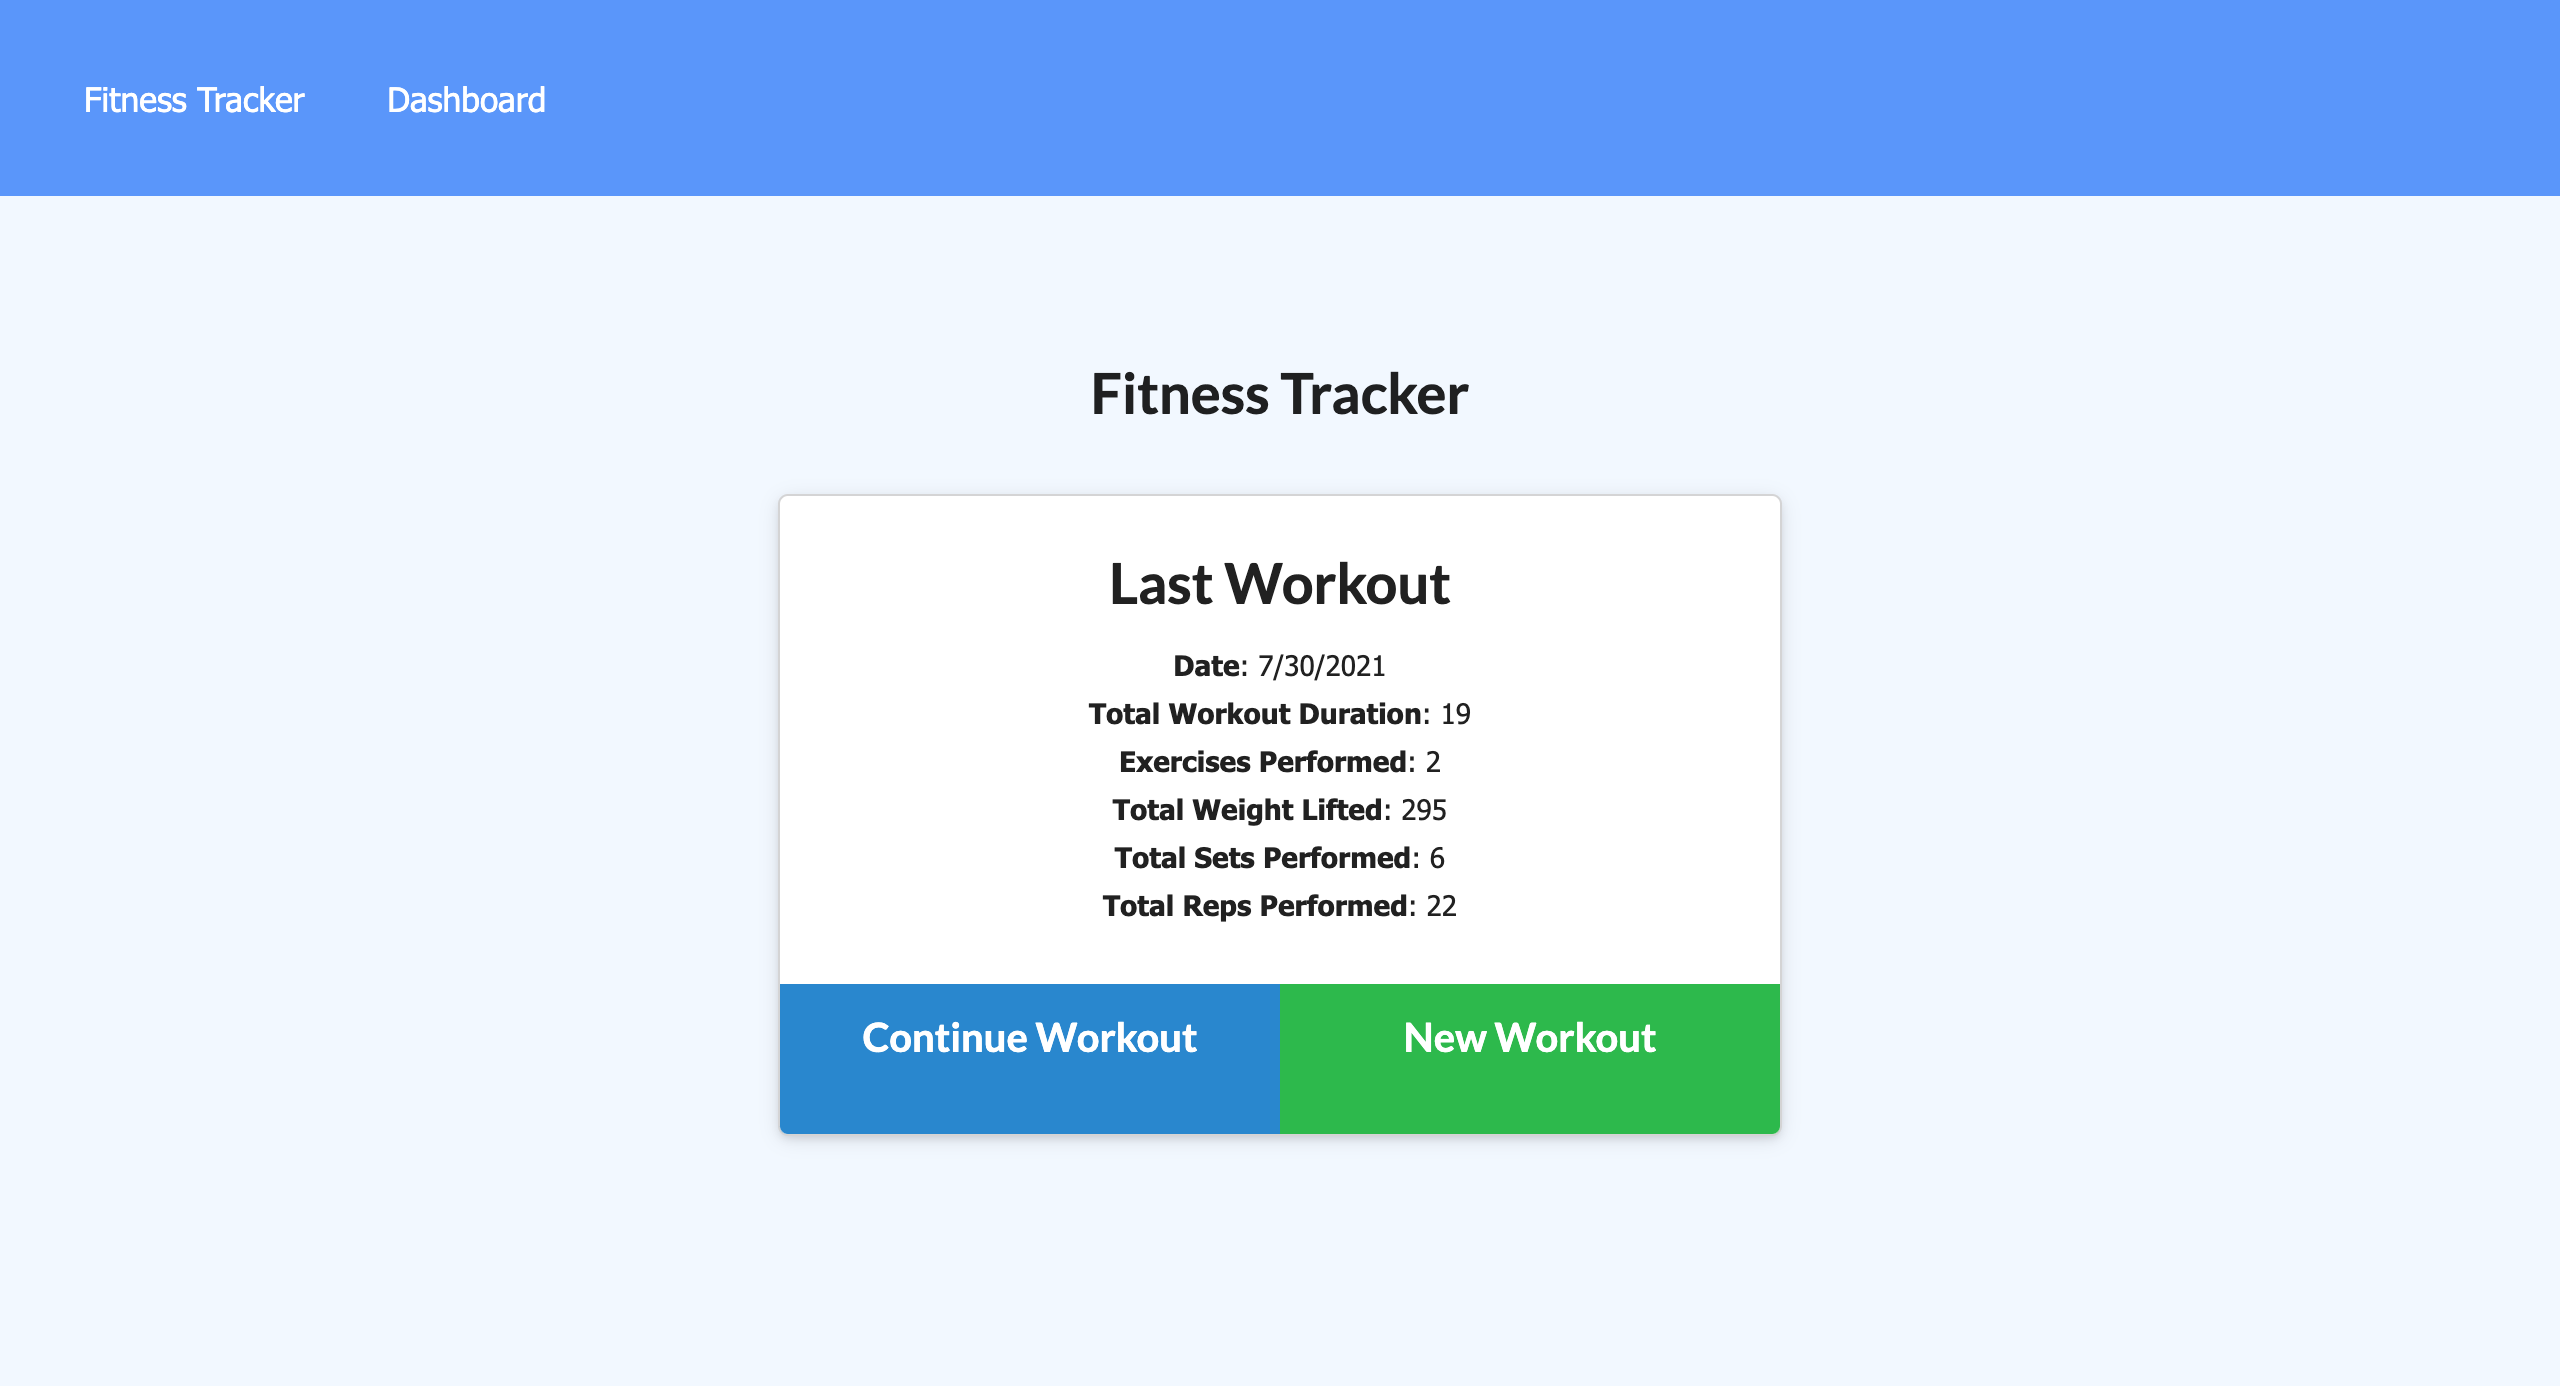 Fitness Tracker Dashboard
Fitness Tracker
Last Workout
Date: 7/30/2021
Total Workout Duration: 19
Exercises Performed: 2
Total Weight Lifted: 295
Total Sets Performed: 6
Total Reps Performed: 22
Continue Workout New Workout